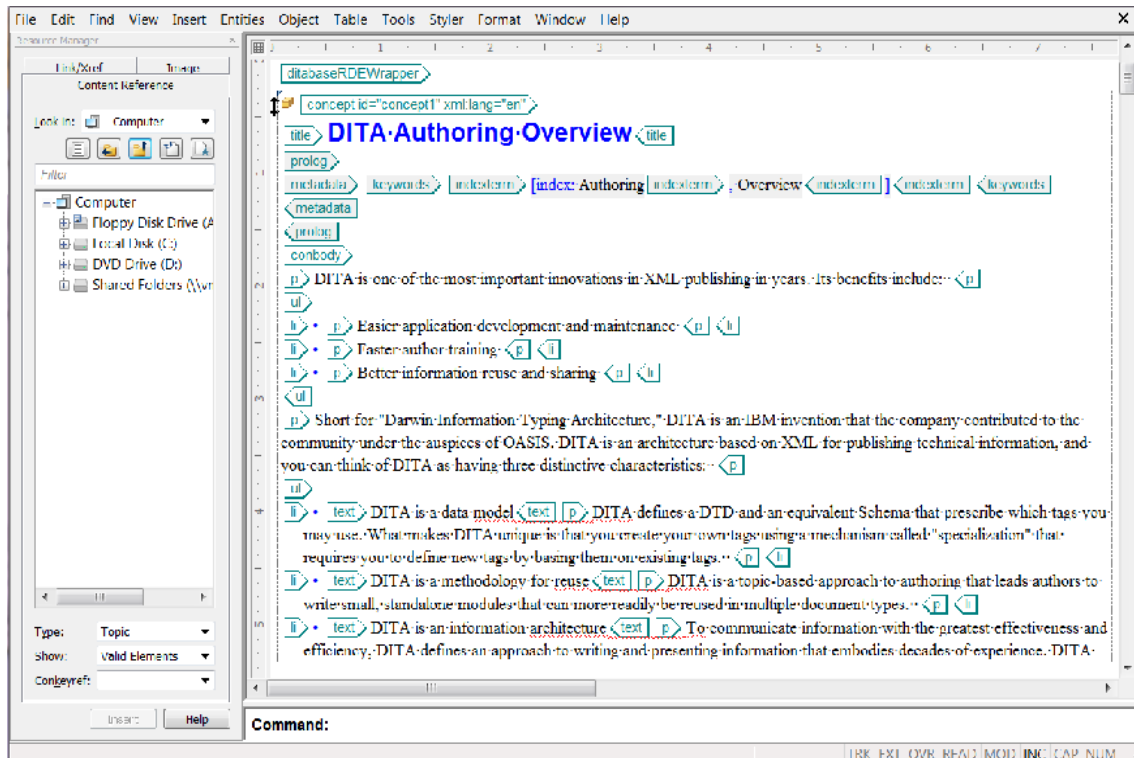 File Edit Find View Insert Entities Object Table Tools Styler Format Window Help
Resource Manager
Link/Xref Image
Content Reference
Look in: Computer
Filter
Computer
Floppy Disk Drive (A
Local Disk (C:)
DVD Drive (D:)
Shared Folders (\\vm
Type: Topic
Show: Valid Elements
Conkeyref:
Insert Help
1 2 3 4 5 6 7
ditabaseRDEWrapper
concept id="concept1" xml:lang="en"
title DITA·Authoring·Overview title
prolog
metadata keywords indexterm [index: Authoring indexterm , Overview indexterm ] indexterm keywords
metadata
prolog
conbody
p DITA·is·one·of·the·most·important·innovations·in·XML·publishing·in·years.·Its·benefits·include:· p
ul
li • p Easier·application·development·and·maintenance· p li
li • p Faster·author·training· p li
li • p Better·information·reuse·and·sharing· p li
ul
p Short·for·"Darwin·Information·Typing·Architecture,"·DITA·is·an·IBM·invention·that·the·company·contributed·to·the·
community·under·the·auspices·of·OASIS.·DITA·is·an·architecture·based·on·XML·for·publishing·technical·information,·and·
you·can·think·of·DITA·as·having·three·distinctive·characteristics:·· p
ul
li • text DITA·is·a·data·model text p DITA·defines·a·DTD·and·an·equivalent·Schema·that·prescribe·which·tags·you·
may·use.·What·makes·DITA·unique·is·that·you·create·your·own·tags·using·a·mechanism·called·"specialization"·that·
requires·you·to·define·new·tags·by·basing·them·on·existing·tags.·· p li
li • text DITA·is·a·methodology·for·reuse text p DITA·is·a·topic-based·approach·to·authoring·that·leads·authors·to·
write·small,·standalone·modules·that·can·more·readily·be·reused·in·multiple·document·types.·· p li
li • text DITA·is·an·information·architecture text p To·communicate·information·with·the·greatest·effectiveness·and·
efficiency,·DITA·defines·an·approach·to·writing·and·presenting·information·that·embodies·decades·of·experience.·DITA·
Command:
TRK EXT OVR READ MOD INC CAP NUM